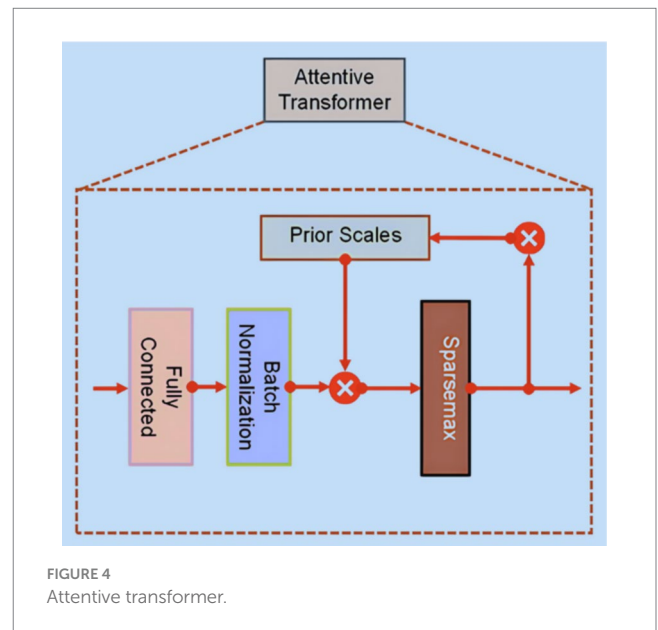 Attentive
Transformer
Prior Scales
Fully
Connected
Batch
Normalization
Sparsemax
FIGURE 4
Attentive transformer.